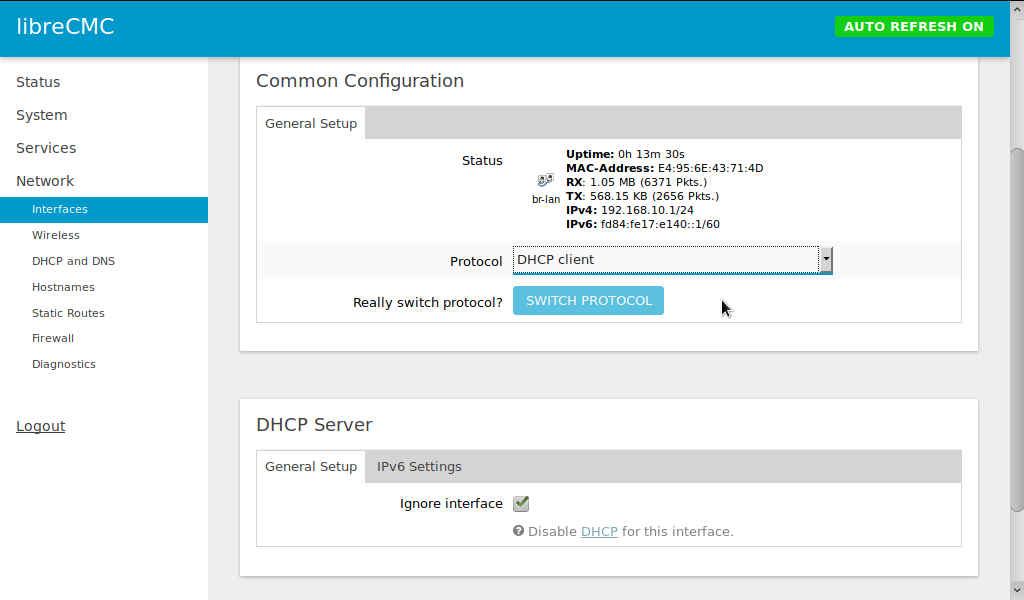 libreCMC
AUTO REFRESH ON
Status
System
Services
Network
Interfaces
Wireless
DHCP and DNS
Hostnames
Static Routes
Firewall
Diagnostics
Logout
Common Configuration
General Setup
Status
br-lan
Uptime: 0h 13m 30s
MAC-Address: E4:95:6E:43:71:4D
RX: 1.05 MB (6371 Pkts.)
TX: 568.15 KB (2656 Pkts.)
IPv4: 192.168.10.1/24
IPv6: fd84:fe17:e140::1/60
Protocol DHCP client
Really switch protocol? SWITCH PROTOCOL
DHCP Server
General Setup IPv6 Settings
Ignore interface
Disable DHCP for this interface.